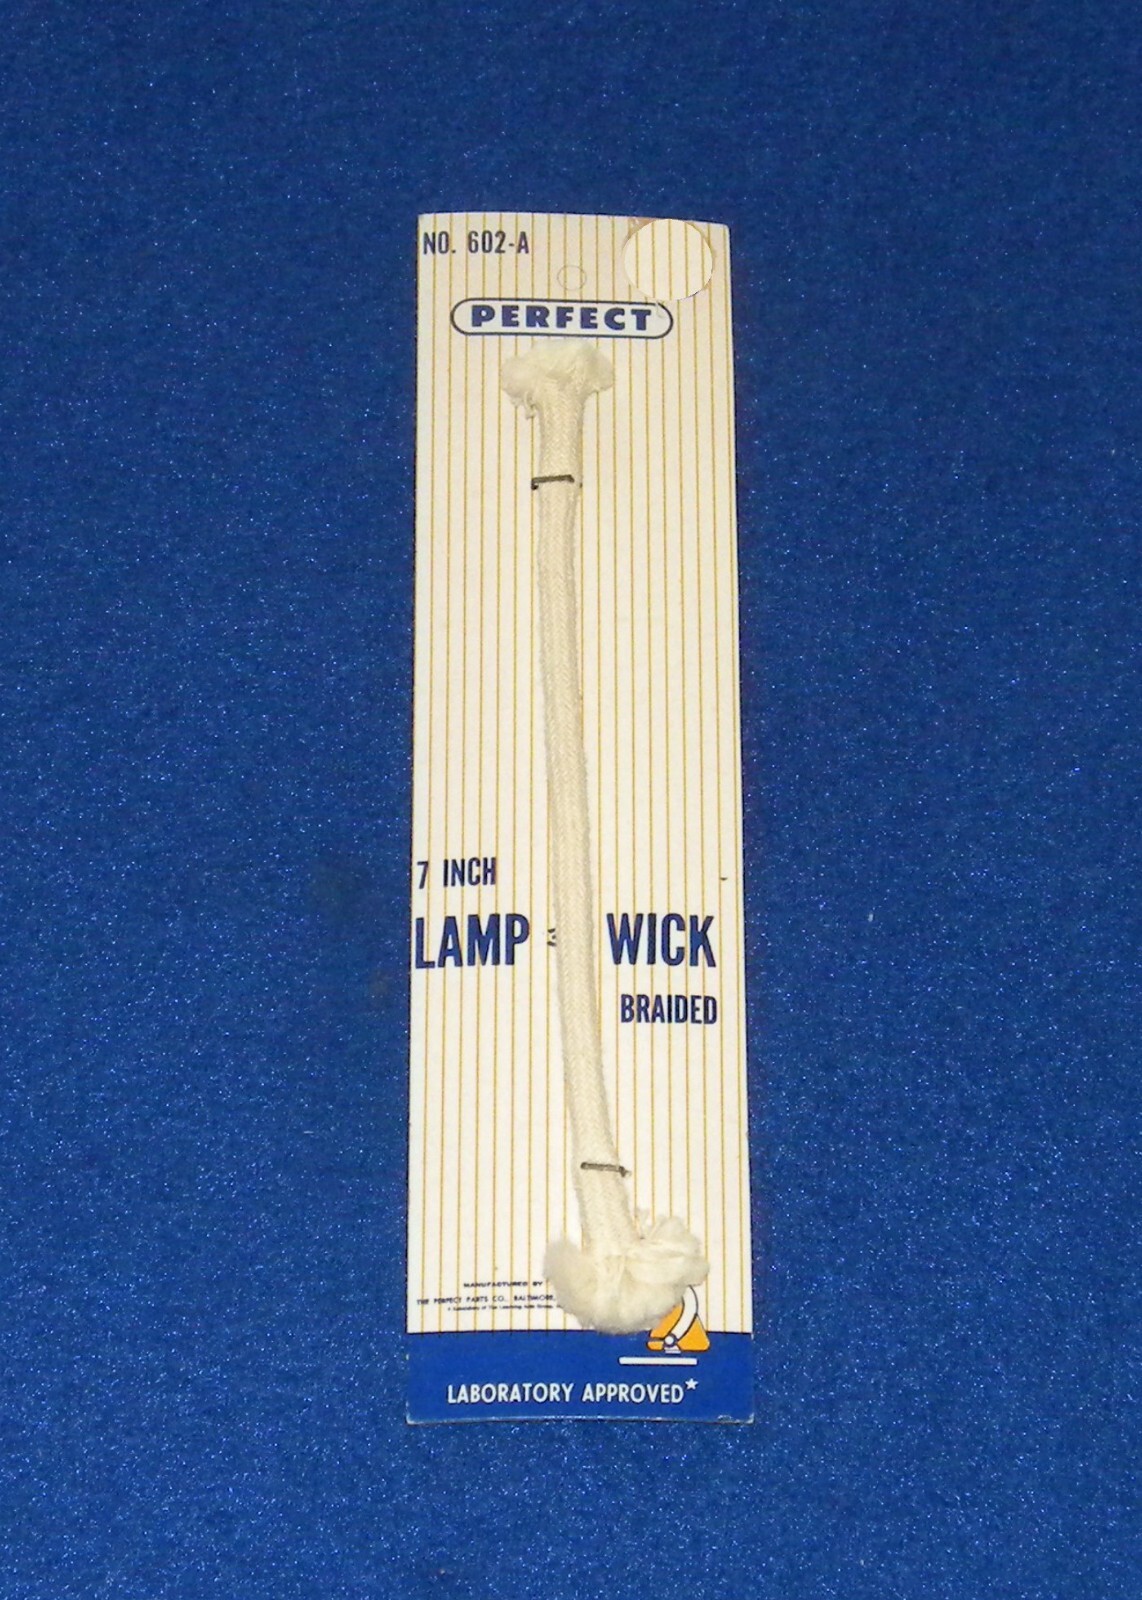 NO. 602-A
PERFECT
7 INCH
LAMP WICK
BRAIDED
MANUFACTURED BY
THE PERFECT PARTS CO., BALTIMORE,
LABORATORY APPROVED*